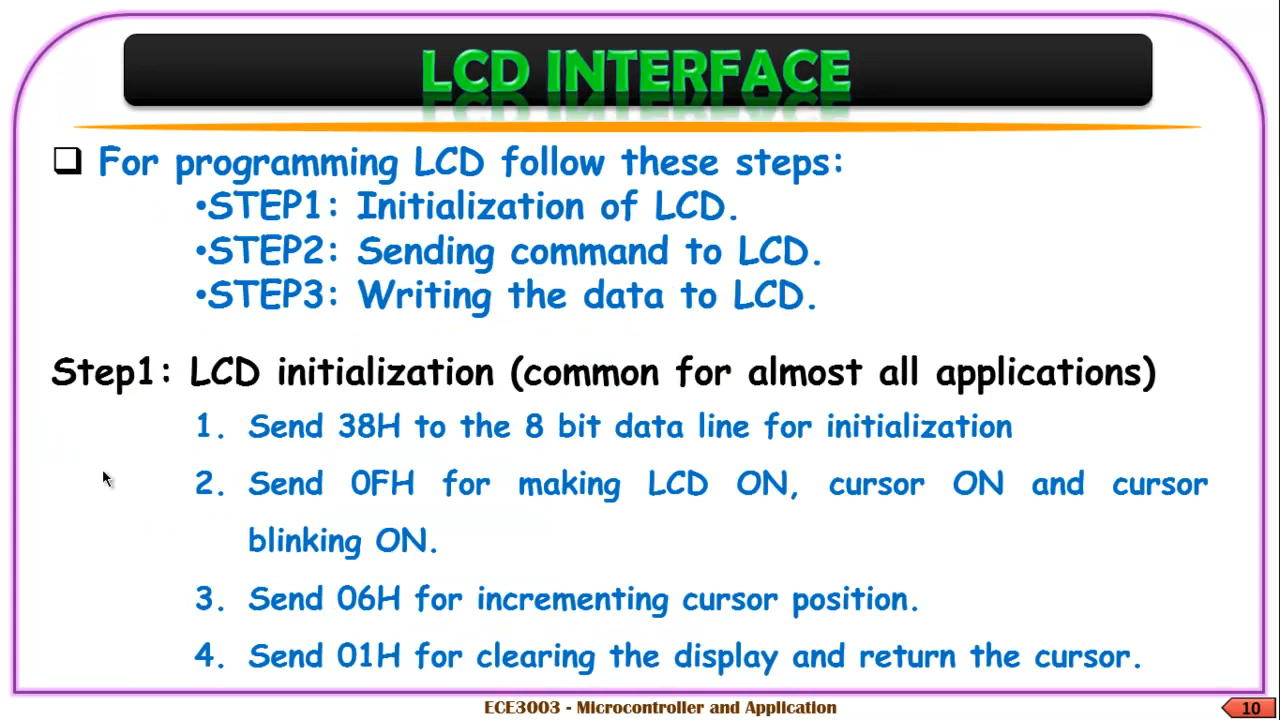 LCD INTERFACE
For programming LCD follow these steps:
•STEP1: Initialization of LCD.
•STEP2: Sending command to LCD.
•STEP3: Writing the data to LCD.
Step1: LCD initialization (common for almost all applications)
1. Send 38H to the 8 bit data line for initialization
2. Send 0FH for making LCD ON, cursor ON and cursor
blinking ON.
3. Send 06H for incrementing cursor position.
4. Send 01H for clearing the display and return the cursor.
ECE3003 - Microcontroller and Application
10